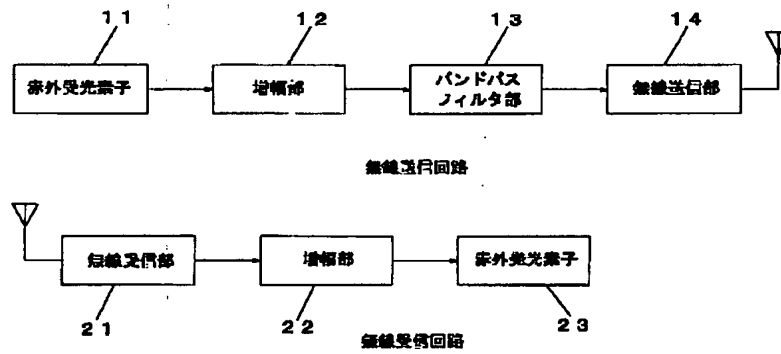 11
12
13
14
赤外受光素子
増幅部
バンドパス
フィルタ部
無線送信部
無線送信回路
無線受信部
増幅部
赤外発光素子
21
22
23
無線受信回路